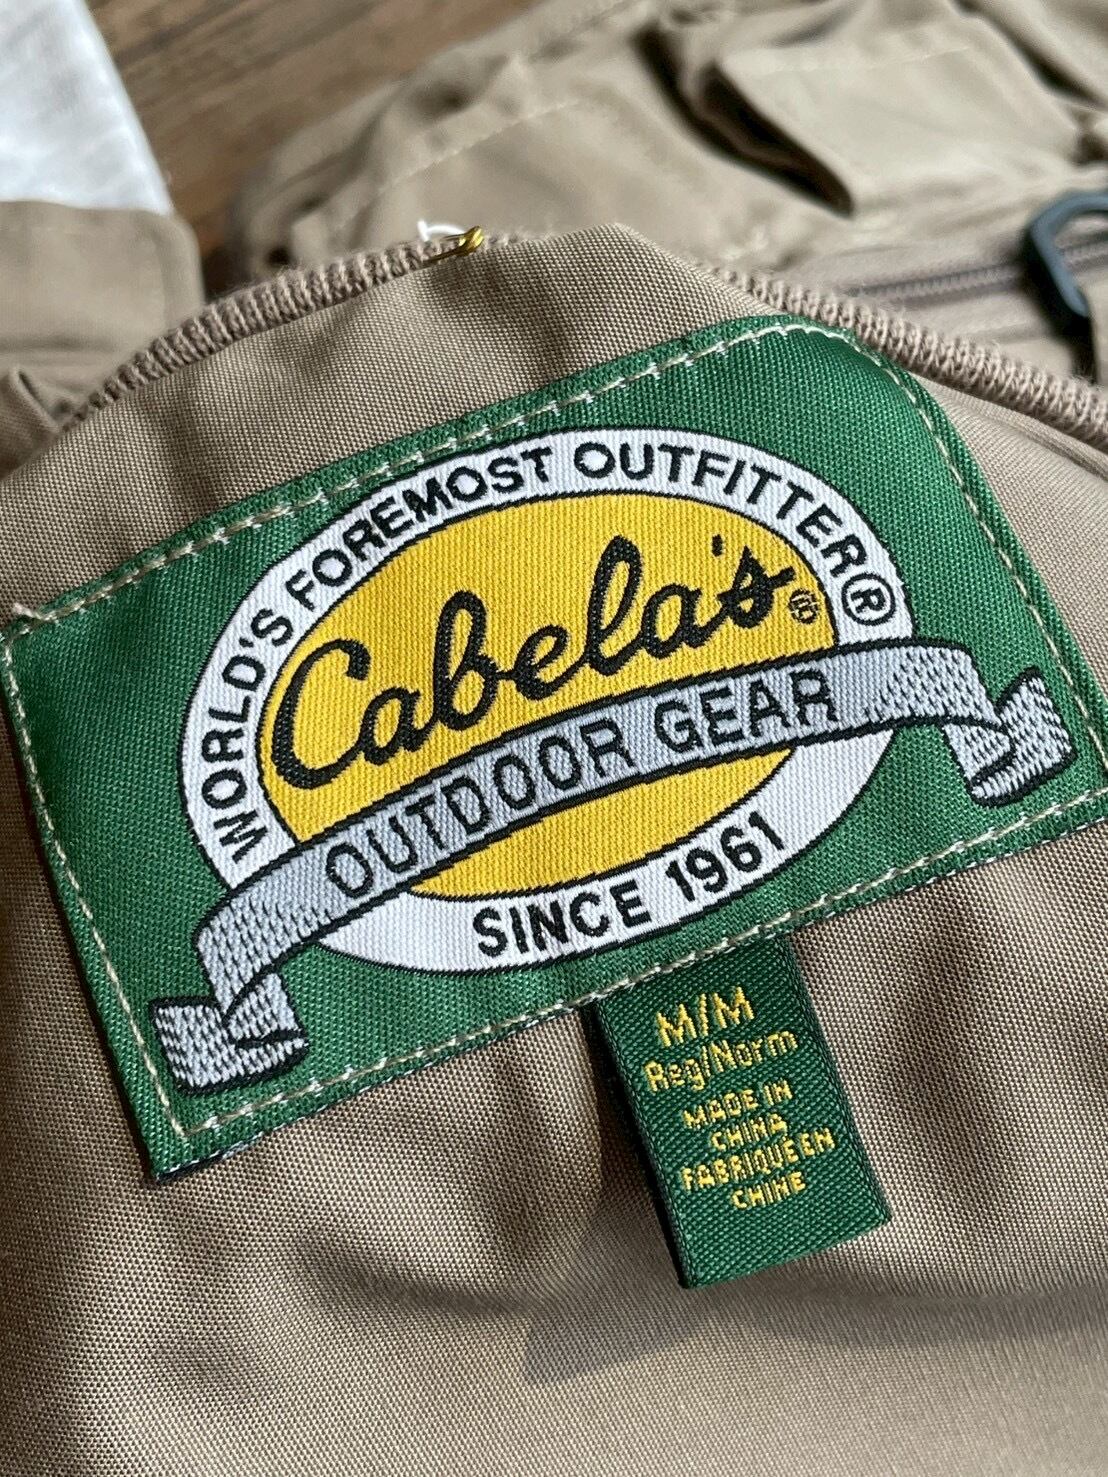 WORLD'S FOREMOST OUTFITTER®
Cabela's®
OUTDOOR GEAR
SINCE 1961
M/M
Reg/Norm
MADE IN
CHINA
FABRIQUE EN
CHINE